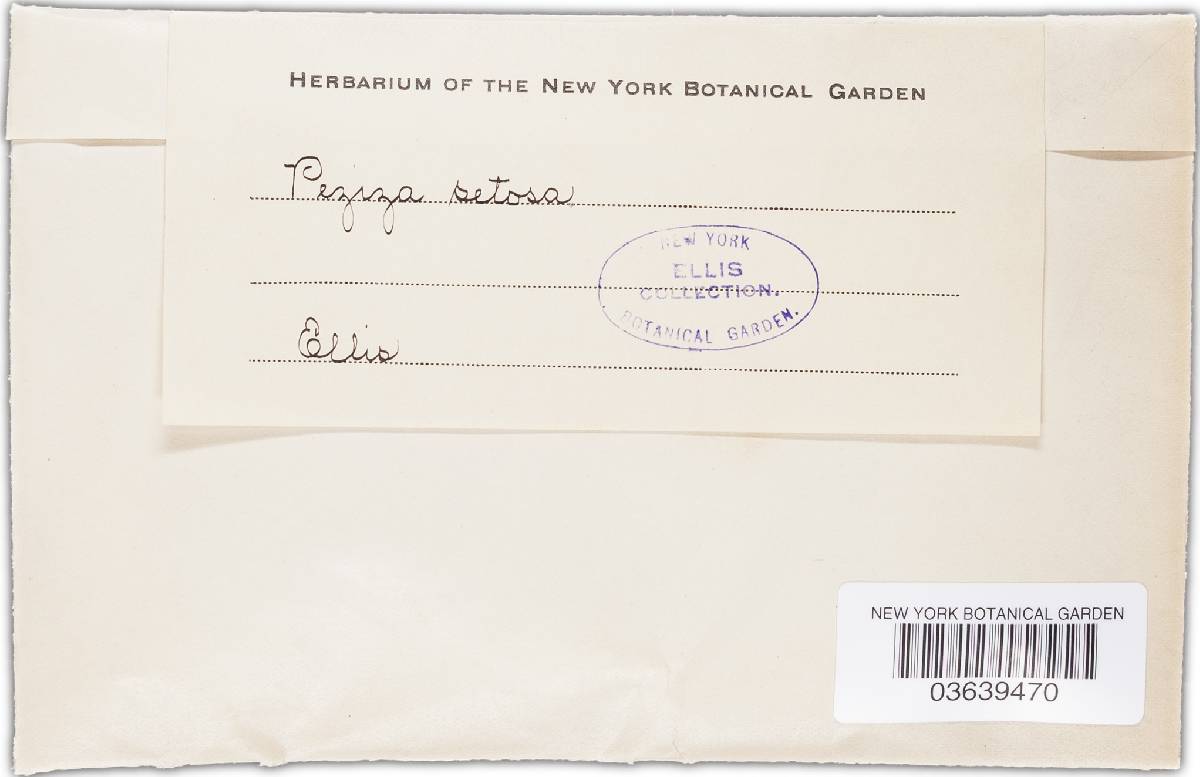 HERBARIUM OF THE NEW YORK BOTANICAL GARDEN
Peziza setosa
NEW YORK
ELLIS
COLLECTION.
BOTANICAL GARDEN.
Ellis
NEW YORK BOTANICAL GARDEN
03639470